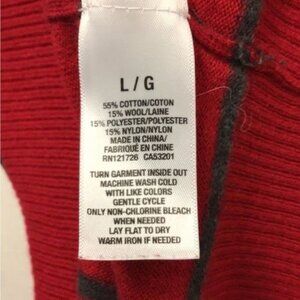 L / G
55% COTTON/COTON
15% WOOL/LAINE
15% POLYESTER/POLYESTER
15% NYLON/NYLON
MADE IN CHINA/
FABRIQUÉ EN CHINE
RN121726 CA53201
TURN GARMENT INSIDE OUT
MACHINE WASH COLD
WITH LIKE COLORS
GENTLE CYCLE
ONLY NON-CHLORINE BLEACH
WHEN NEEDED
LAY FLAT TO DRY
WARM IRON IF NEEDED